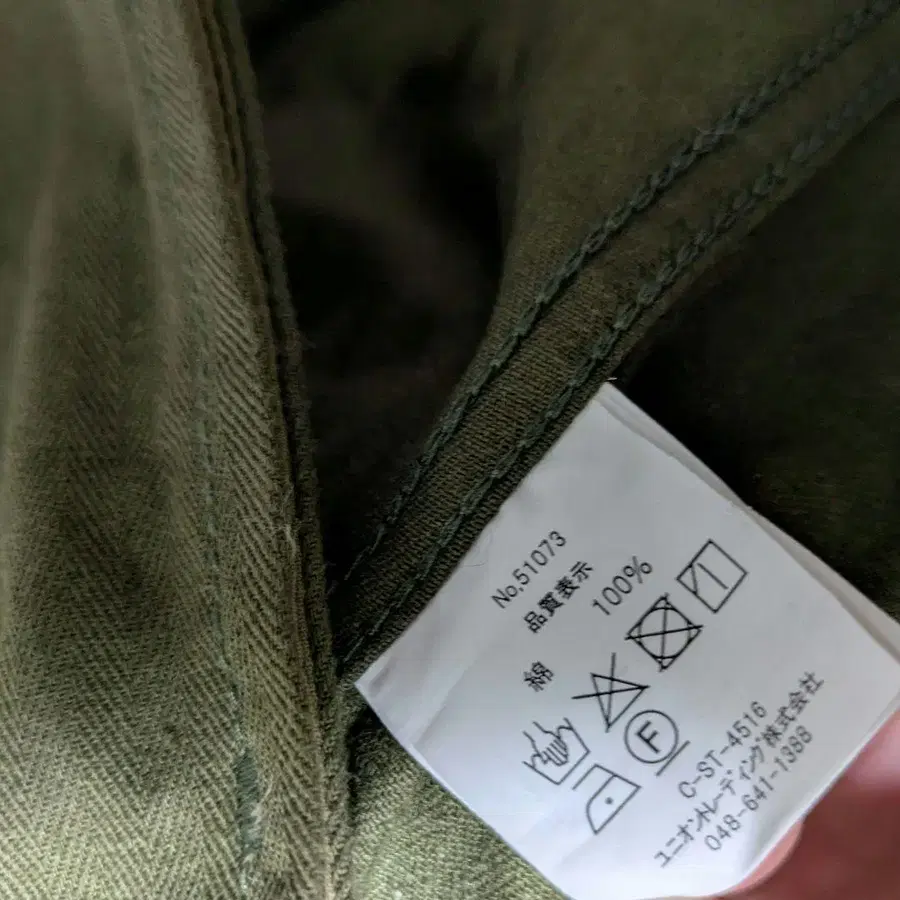 No,51073
品質表示
綿 100%
F
C-ST-4516
ユニオントレーディング株式会社
048-641-1388